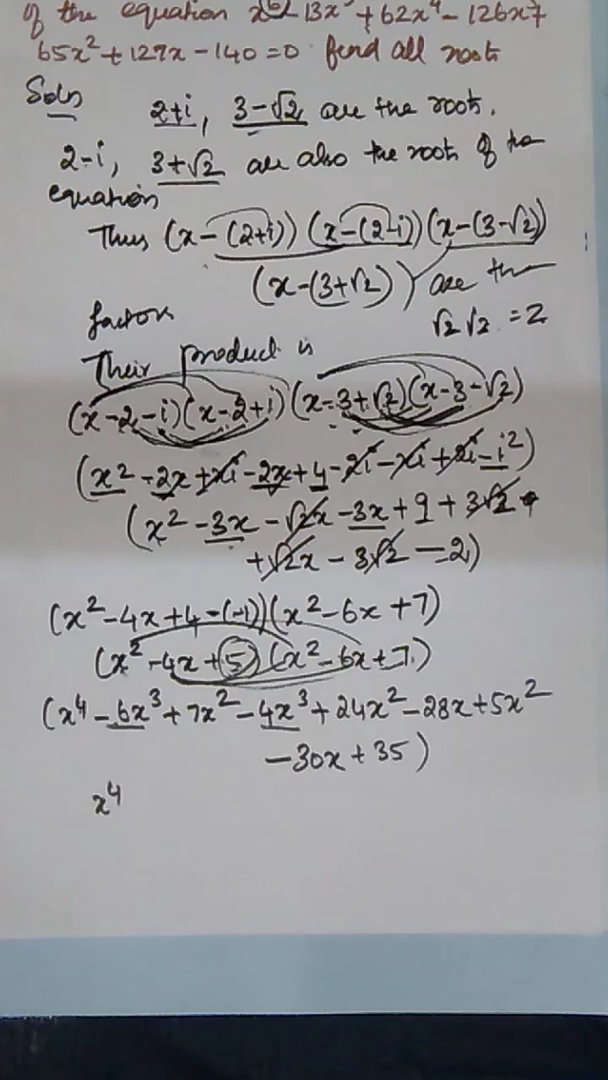 of the equation x⁶ - 13x⁵ + 62x⁴ - 126x³ +
65x² + 127x - 140 = 0 find all roots
Soln
2+i, 3-√2 are the roots.
2-i, 3+√2 are also the roots of the
equation
Thus (x-(2+i)) (x-(2-i)) (x-(3-√2))
(x-(3+√2)) are the
factors
√2 √2 = 2
Their product is
(x-2-i)(x-2+i)(x-3+√2)(x-3-√2)
(x² - 2x + xi - 2x + 4 - 2i - xi + 2i - i²)
(x² - 3x - √2x - 3x + 9 + 3√2
+ √2x - 3√2 - 2)
(x² - 4x + 4 - (-1))(x² - 6x + 7)
(x² - 4x + 5)(x² - 6x + 7)
(x⁴ - 6x³ + 7x² - 4x³ + 24x² - 28x + 5x²
- 30x + 35)
x⁴